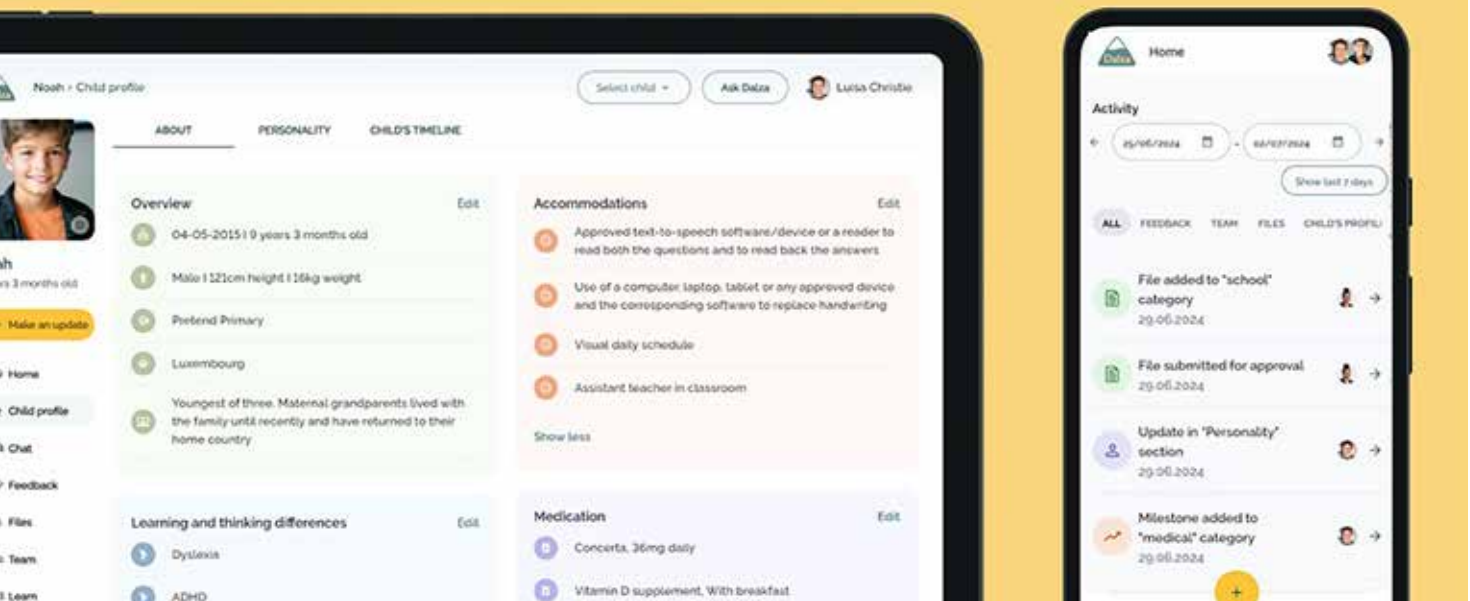 Noah › Child profile
Select child
Ask Dalza
Luisa Christie
ABOUT
PERSONALITY
CHILD'S TIMELINE
3 months old
Make an update
Home
Child profile
Chat
Feedback
Files
Team
Learn
Overview
Edit
04-05-2015 | 9 years 3 months old
Male | 121cm height | 16kg weight
Pretend Primary
Luxembourg
Youngest of three. Maternal grandparents lived with
the family until recently and have returned to their
home country
Accommodations
Edit
Approved text-to-speech software/device or a reader to
read both the questions and to read back the answers
Use of a computer, laptop, tablet or any approved device
and the corresponding software to replace handwriting
Visual daily schedule
Assistant teacher in classroom
Show less
Learning and thinking differences
Edit
Dyslexia
ADHD
Medication
Edit
Concerta, 36mg daily
Vitamin D supplement, With breakfast
Dalza
Home
Activity
25/06/2024 - 02/07/2024
Show last 7 days
ALL
FEEDBACK
TEAM
FILES
CHILD'S PROFIL
File added to "school"
category
29.06.2024
File submitted for approval
29.06.2024
Update in "Personality"
section
29.06.2024
Milestone added to
"medical" category
29.06.2024